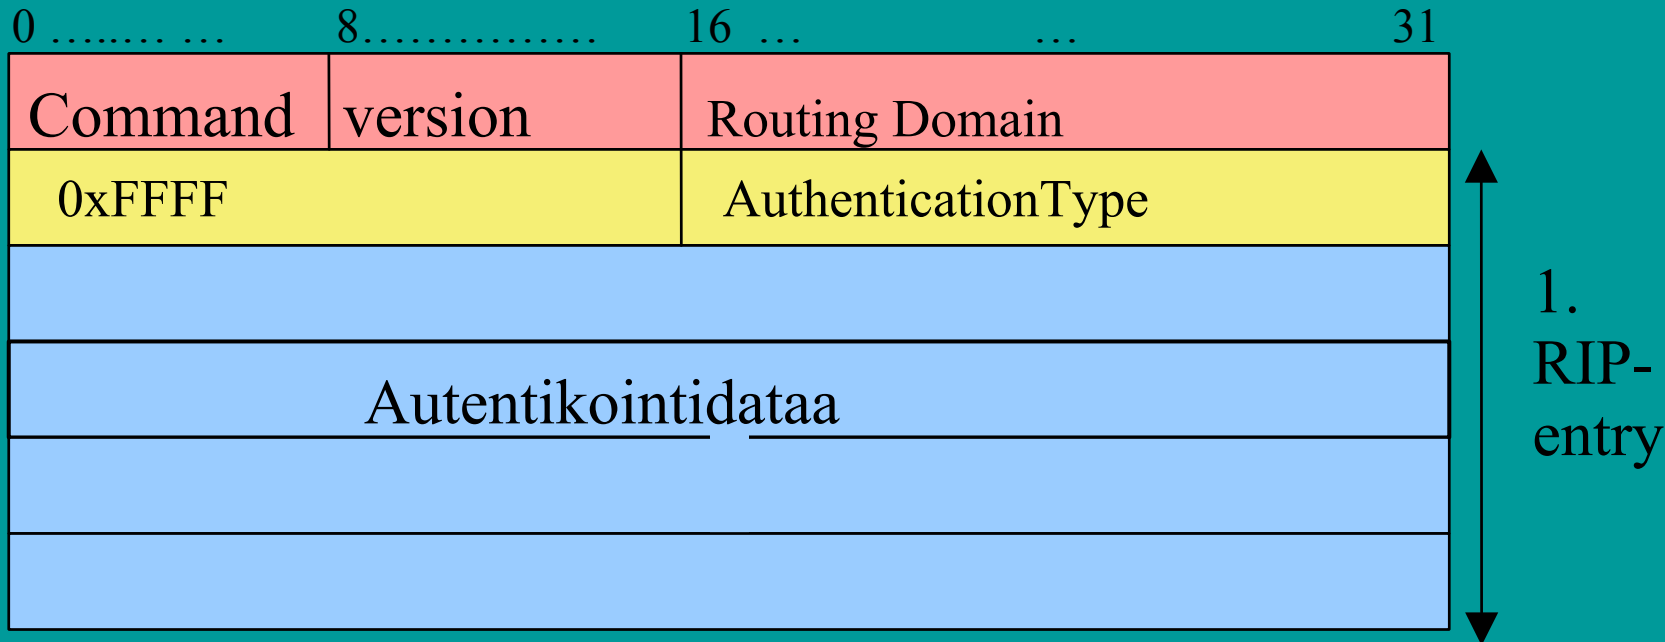 0 …..…. … 8…………… 16 … … 31
Command version Routing Domain
0xFFFF AuthenticationType
Autentikointidataa
1.
RIP-
entry